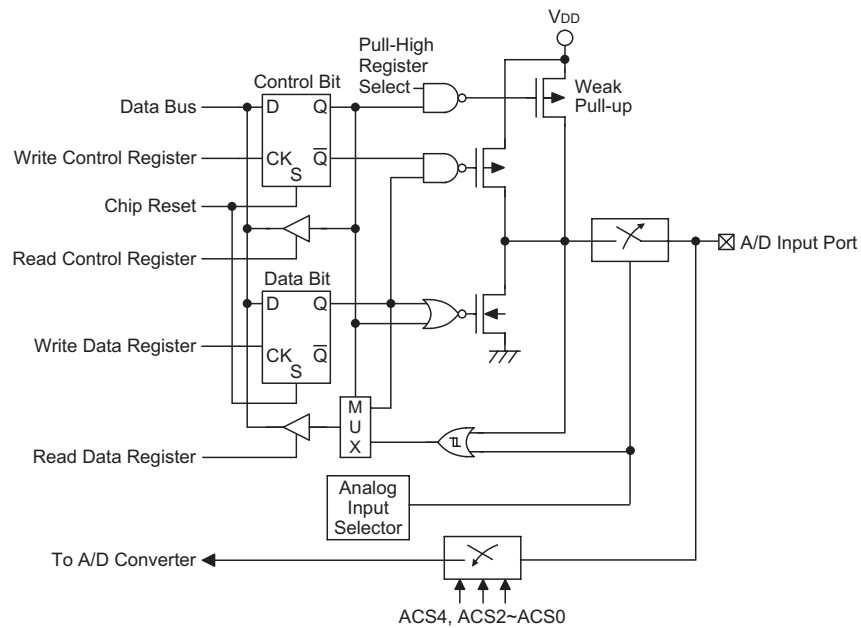 VDD
Pull-High
Register
Select
Weak
Pull-up
Control Bit
Data Bus
D
Q
Write Control Register
CK
Q
S
Chip Reset
Read Control Register
A/D Input Port
Data Bit
D
Q
Write Data Register
CK
Q
S
M
U
X
Read Data Register
Analog
Input
Selector
To A/D Converter
ACS4, ACS2~ACS0